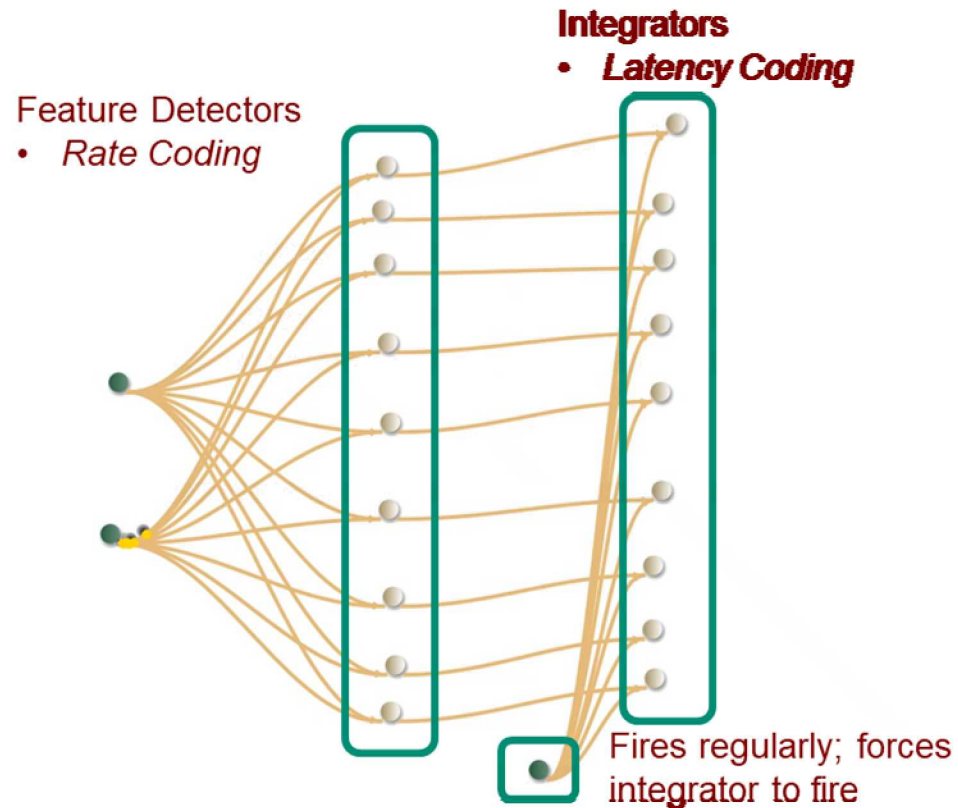 Integrators
• Latency Coding
Feature Detectors
• Rate Coding
Fires regularly; forces
integrator to fire